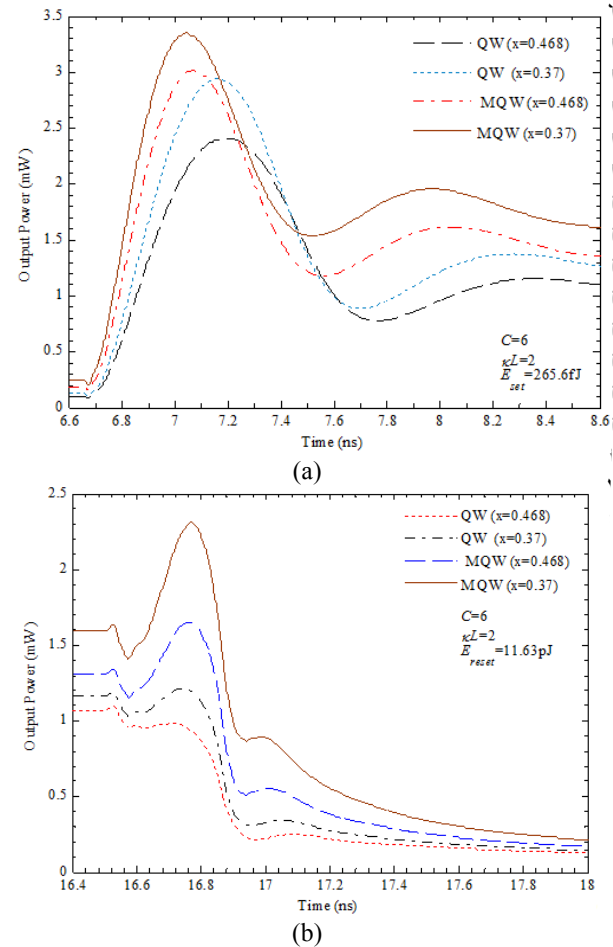 3.5
3
2.5
2
1.5
1
0.5
0
Output Power (mW)
QW (x=0.468)
QW (x=0.37)
MQW (x=0.468)
MQW (x=0.37)
C=6
κL=2
E set =265.6fJ
6.6 6.8 7 7.2 7.4 7.6 7.8 8 8.2 8.4 8.6
Time (ns)
(a)
2.5
2
1.5
1
0.5
0
Output Power (mW)
QW (x=0.468)
QW (x=0.37)
MQW (x=0.468)
MQW (x=0.37)
C=6
κL=2
E reset =11.63pJ
16.4 16.6 16.8 17 17.2 17.4 17.6 17.8 18
Time (ns)
(b)